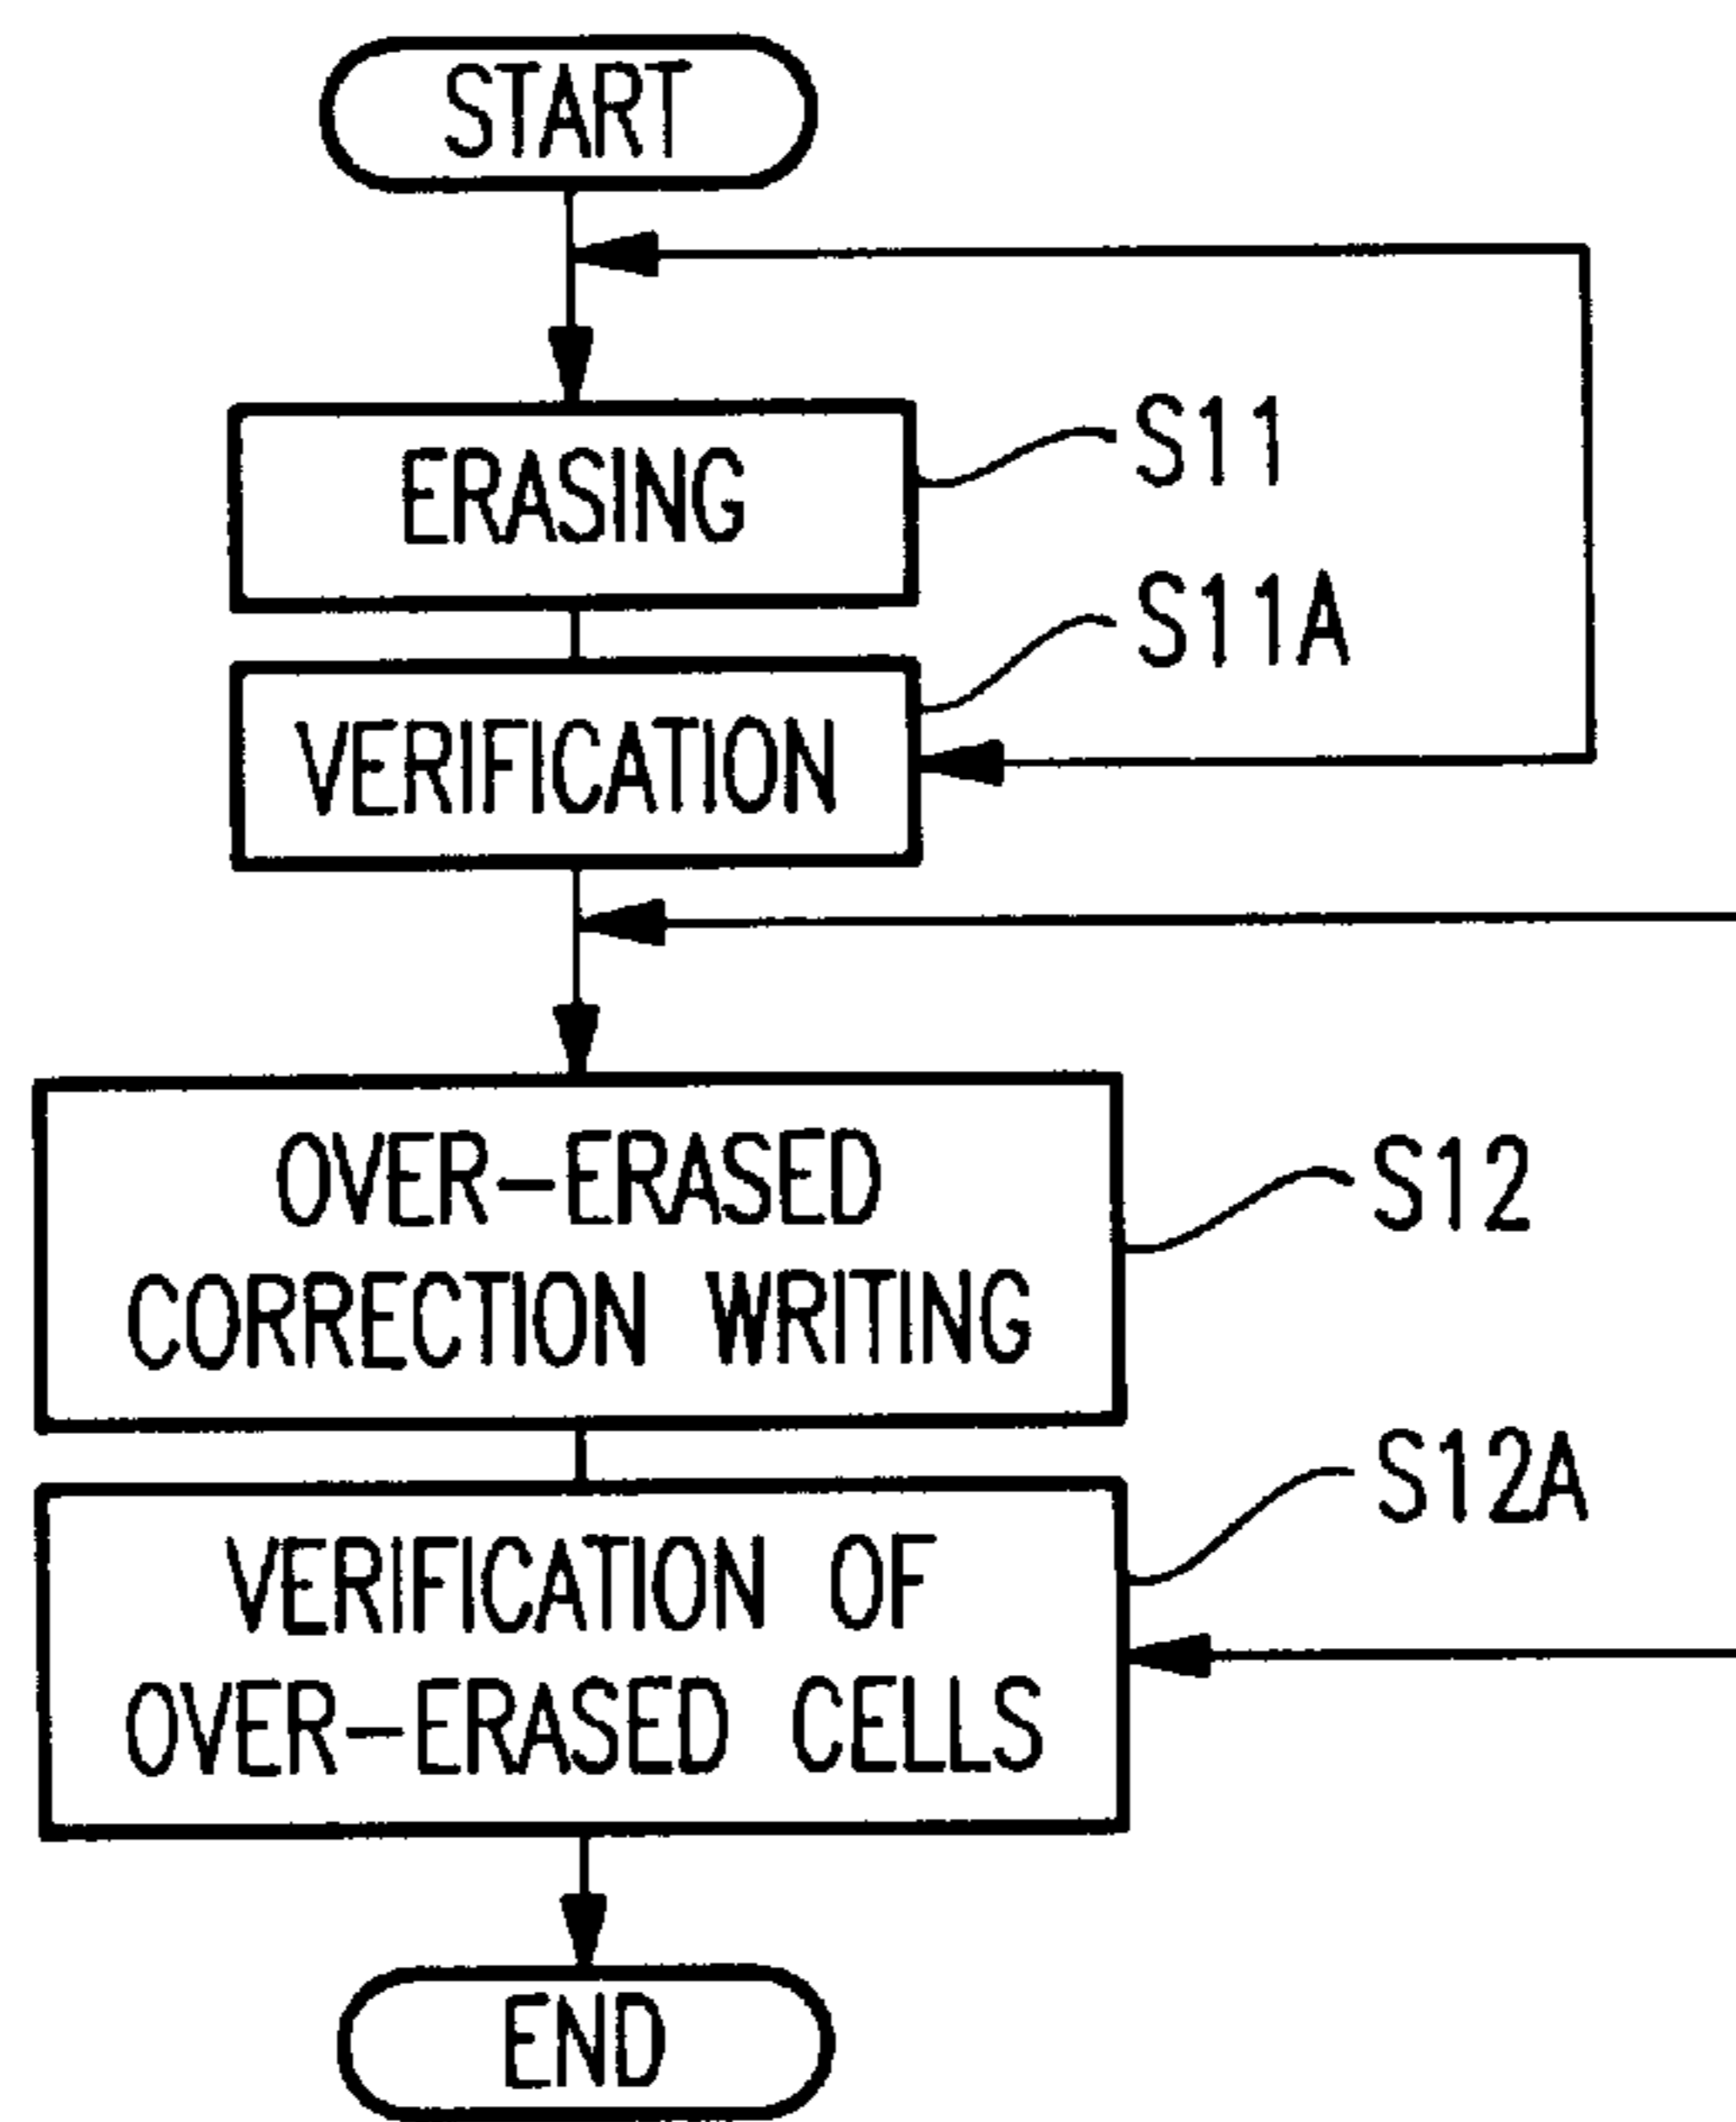 START
ERASING
S11
VERIFICATION
S11A
OVER-ERASED
CORRECTION WRITING
S12
VERIFICATION OF
OVER-ERASED CELLS
S12A
END